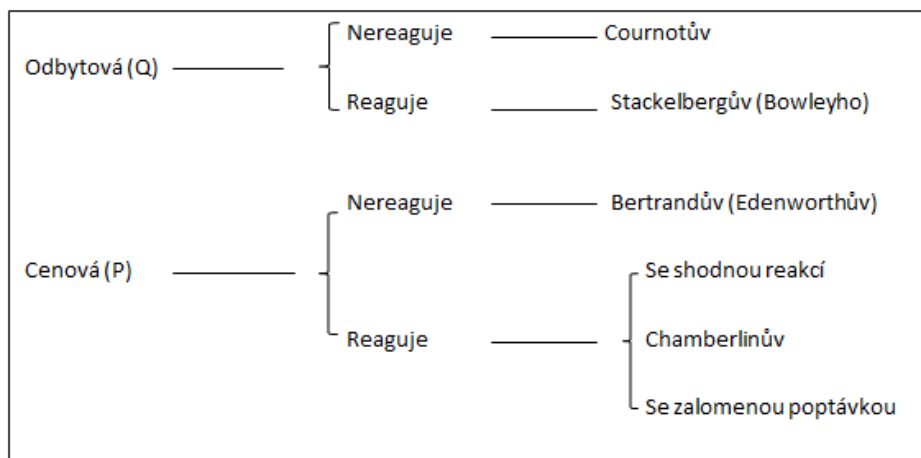 Nereaguje Cournotův
Odbytová (Q)
Reaguje Stackelbergův (Bowleyho)
Nereaguje Bertrandův (Edenworthův)
Cenová (P) Se shodnou reakcí
Reaguje Chamberlinův
Se zalomenou poptávkou